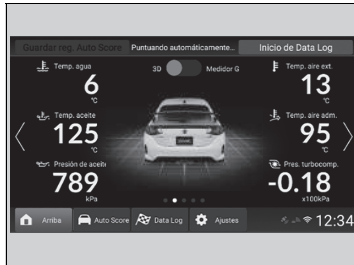 Guardar reg. Auto Score Puntuando automáticamente... Inicio de Data Log
Temp. agua
6
°C
3D Medidor G
Temp. aire ext.
13
°C
Temp. aceite
125
°C
Temp. aire adm.
95
°C
Presión de aceite
789
kPa
Pres. turbocomp.
-0.18
x100kPa
Arriba Auto Score Data Log Ajustes 12:34